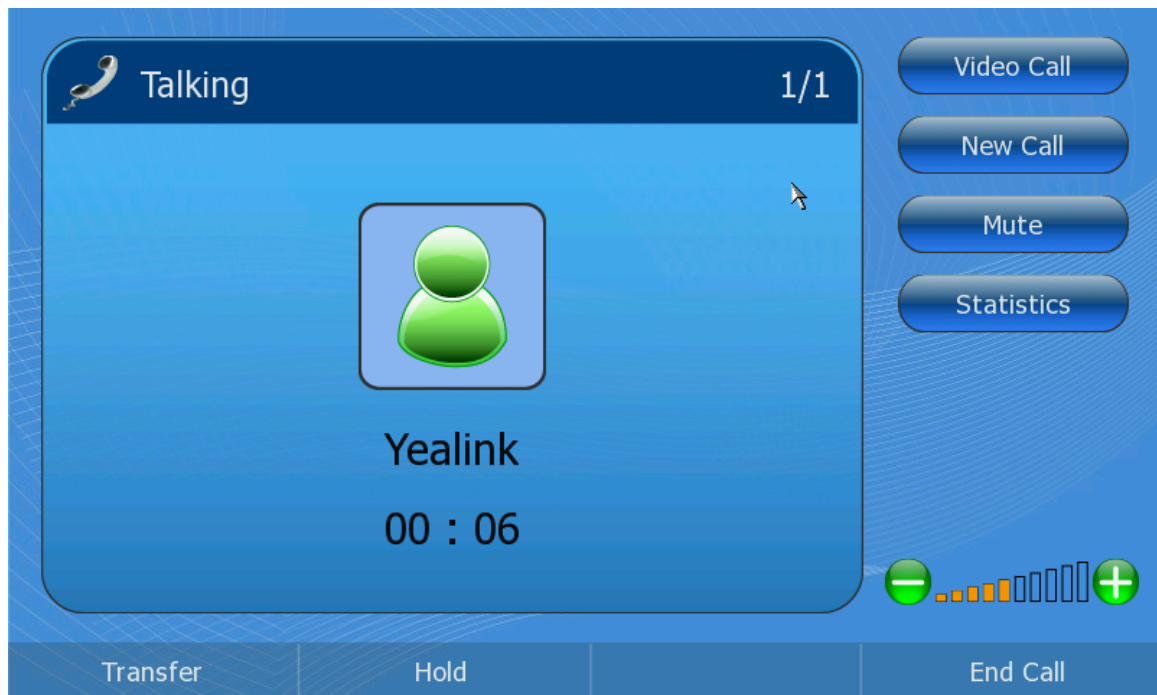 Talking 1/1
Yealink
00 : 06
Video Call
New Call
Mute
Statistics
Transfer Hold End Call